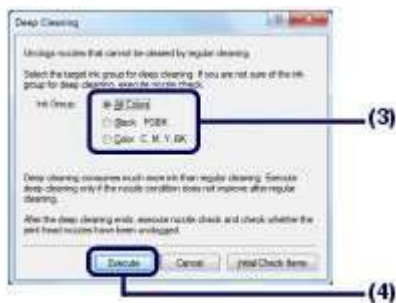 Deep Cleaning
Unclogs nozzles that cannot be cleared by regular cleaning.
Select the target ink group for deep cleaning. If you are not sure of the ink
group for deep cleaning, execute nozzle check.
Ink Group:
All Colors
Black: PGBK
Color: C, M, Y, BK
(3)
Deep cleaning consumes much more ink than regular cleaning. Execute
deep cleaning only if the nozzle condition does not improve after regular
cleaning.
After the deep cleaning ends, execute nozzle check and check whether the
print head nozzles have been unclogged.
Execute
Cancel
Initial Check Items
(4)